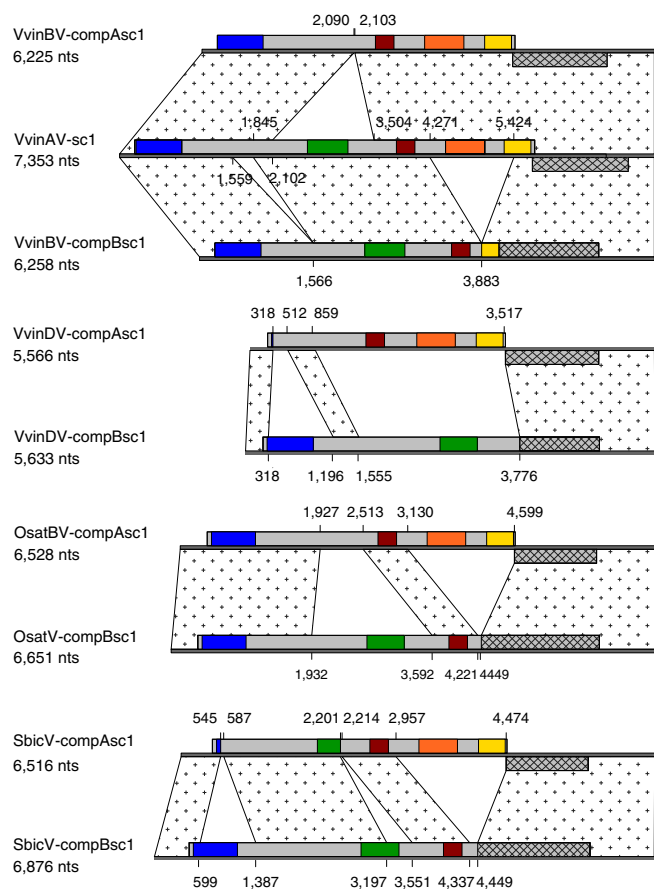 2,090 2,103
VvinBV-compAsc1
6,225 nts
1,845 3,504 4,271 5,424
VvinAV-sc1
7,353 nts
1,559 2,102
VvinBV-compBsc1
6,258 nts
1,566 3,883
318 512 859 3,517
VvinDV-compAsc1
5,566 nts
VvinDV-compBsc1
5,633 nts
318 1,196 1,555 3,776
1,927 2,513 3,130 4,599
OsatBV-compAsc1
6,528 nts
OsatV-compBsc1
6,651 nts
1,932 3,592 4,221 4449
545 587 2,201 2,214 2,957 4,474
SbicV-compAsc1
6,516 nts
SbicV-compBsc1
6,876 nts
599 1,387 3,197 3,551 4,337 4,449